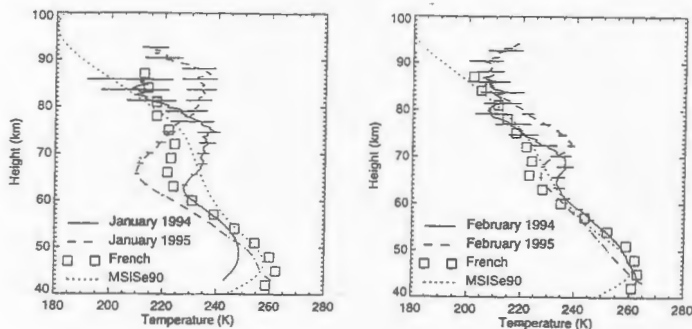 100
90
80
70
60
50
40
Height (km)
January 1994
January 1995
French
MSISe90
180 200 220 240 260 280
Temperature (K)
100
90
80
70
60
50
40
Height (km)
February 1994
February 1995
French
MSISe90
180 200 220 240 260 280
Temperature (K)